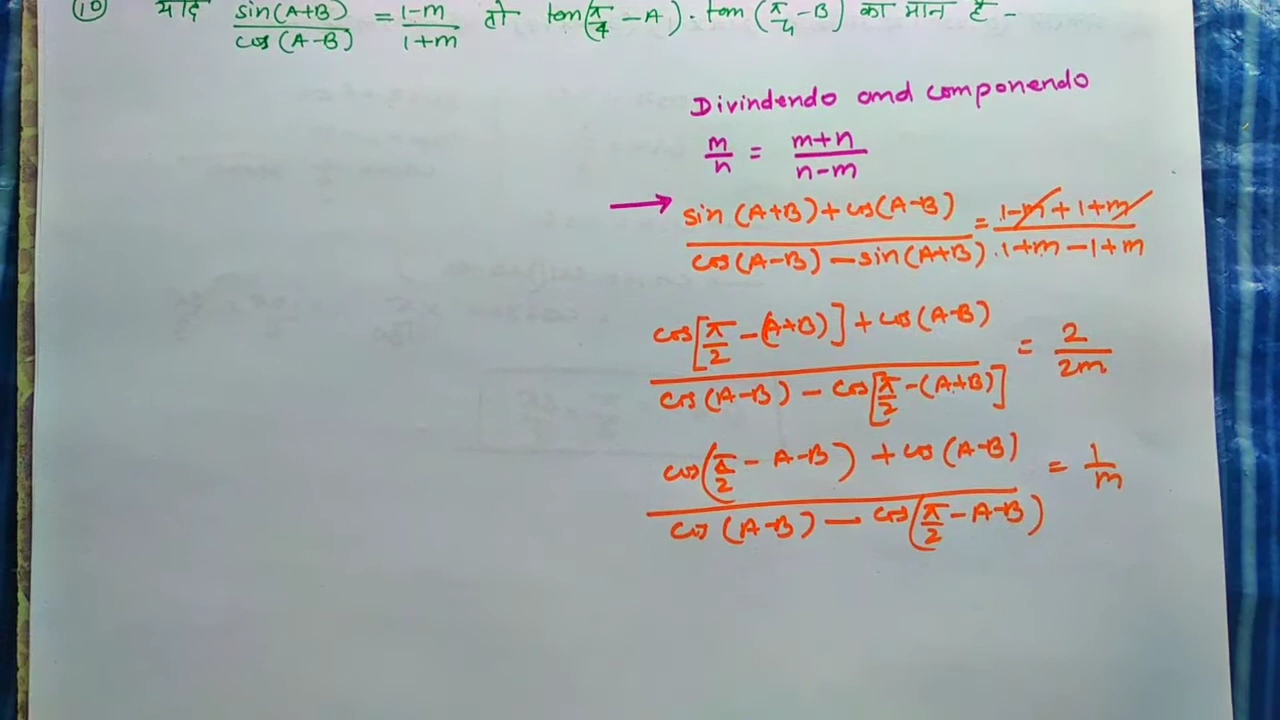 (10) यदि sin(A+B)/cos(A-B) = 1-m/1+m तो tan(π/4 - A) . tan(π/4 - B) का मान है -
Divindendo and componendo
m/n = m+n/n-m
→ sin(A+B)+cos(A-B)/cos(A-B)-sin(A+B) = 1-m+1+m/1+m-1+m
cos[π/2-(A+B)]+cos(A-B)/cos(A-B)-cos[π/2-(A+B)] = 2/2m
cos(π/2-A-B)+cos(A-B)/cos(A-B)-cos(π/2-A-B) = 1/m